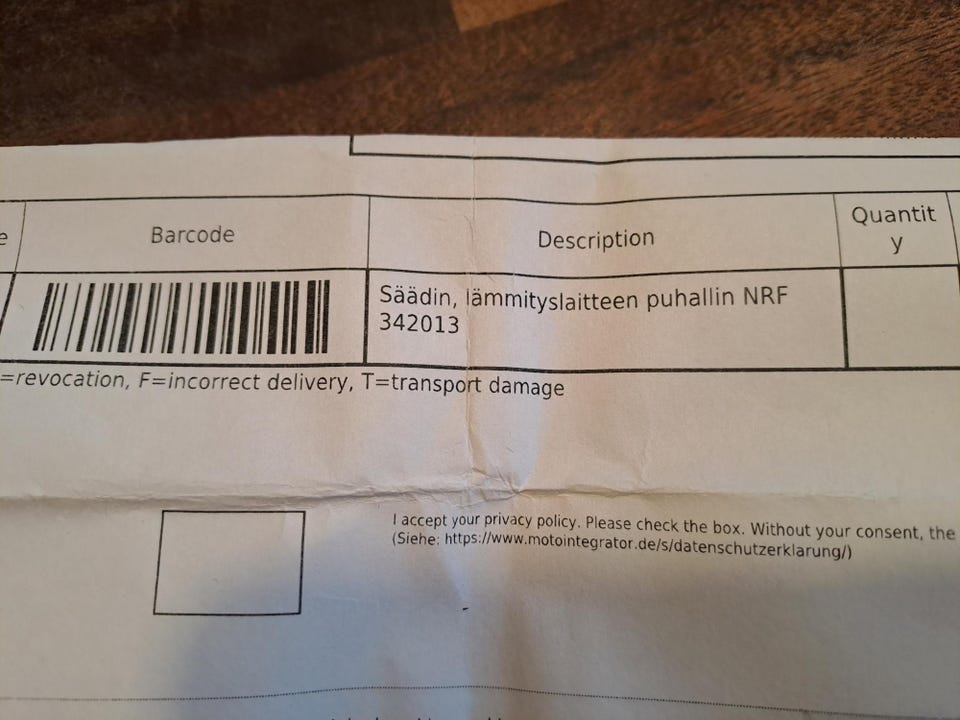 e
Barcode
Description
Quantit
y
Säädin, lämmityslaitteen puhallin NRF
342013
=revocation, F=incorrect delivery, T=transport damage
I accept your privacy policy. Please check the box. Without your consent, the
(Siehe: https://www.motointegrator.de/s/datenschutzerklarung/)